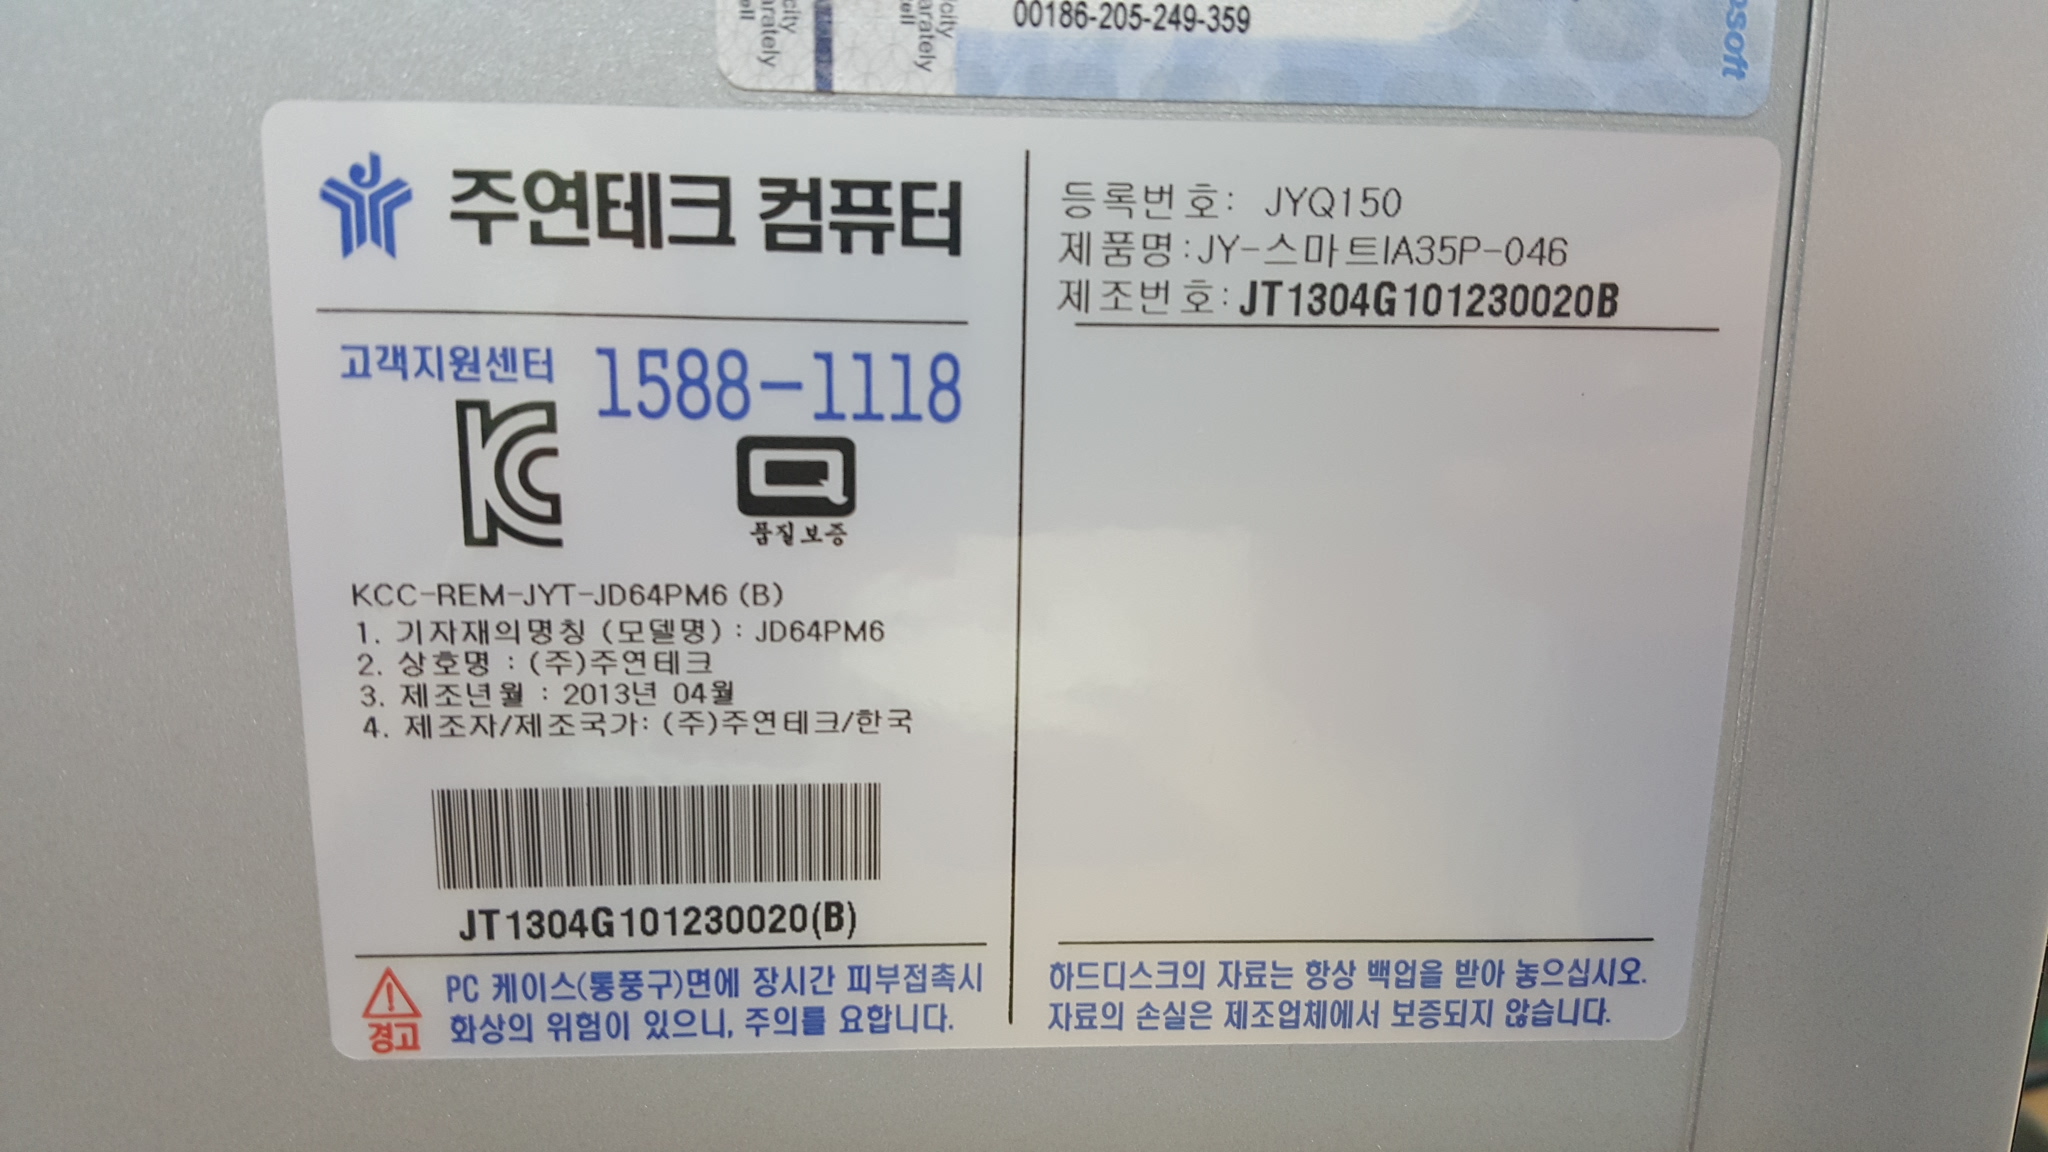 city
arately
ell
city
arately
ell
00186-205-249-359
osoft
주연테크 컴퓨터
고객지원센터 1588-1118
품질보증
KCC-REM-JYT-JD64PM6 (B)
1. 기자재의명칭 (모델명) : JD64PM6
2. 상호명 : (주)주연테크
3. 제조년월 : 2013년 04월
4. 제조자/제조국가: (주)주연테크/한국
JT1304G101230020(B)
경고
PC 케이스(통풍구)면에 장시간 피부접촉시
화상의 위험이 있으니, 주의를 요합니다.
등록번호: JYQ150
제품명:JY-스마트IA35P-046
제조번호:JT1304G101230020B
하드디스크의 자료는 항상 백업을 받아 놓으십시오.
자료의 손실은 제조업체에서 보증되지 않습니다.